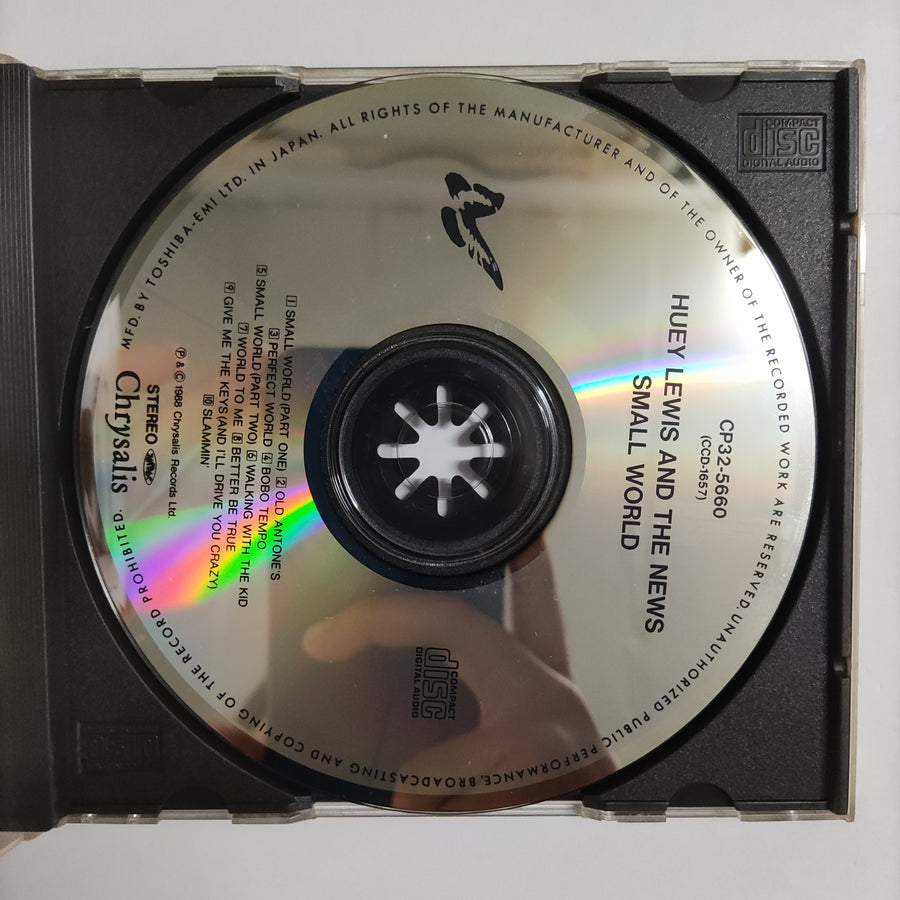 CP32-5660
(CCD-1657)
HUEY LEWIS AND THE NEWS
SMALL WORLD
COMPACT
disc
DIGITAL AUDIO
1 SMALL WORLD (PART ONE) 2 OLD ANTONE'S
3 PERFECT WORLD 4 BOBO TEMPO
5 SMALL WORLD (PART TWO) 6 WALKING WITH THE KID
7 WORLD TO ME 8 BETTER BE TRUE
9 GIVE ME THE KEYS (AND I'LL DRIVE YOU CRAZY)
10 SLAMMIN'
℗ & © 1988 Chrysalis Records Ltd.
STEREO
Chrysalis
M'F'D. BY TOSHIBA-EMI LTD. IN JAPAN. ALL RIGHTS OF THE MANUFACTURER AND OF THE OWNER OF THE RECORDED WORK ARE RESERVED. UNAUTHORIZED PUBLIC PERFORMANCE, BROADCASTING AND COPYING OF THE RECORD PROHIBITED.
COMPACT
disc
DIGITAL AUDIO
disc